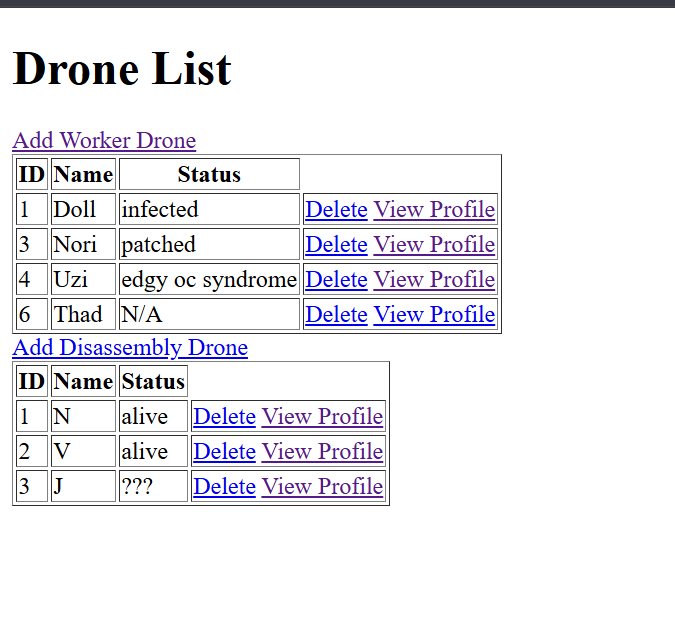 Drone List
Add Worker Drone
ID Name Status
1 Doll infected Delete View Profile
3 Nori patched Delete View Profile
4 Uzi edgy oc syndrome Delete View Profile
6 Thad N/A Delete View Profile
Add Disassembly Drone
ID Name Status
1 N alive Delete View Profile
2 V alive Delete View Profile
3 J ??? Delete View Profile